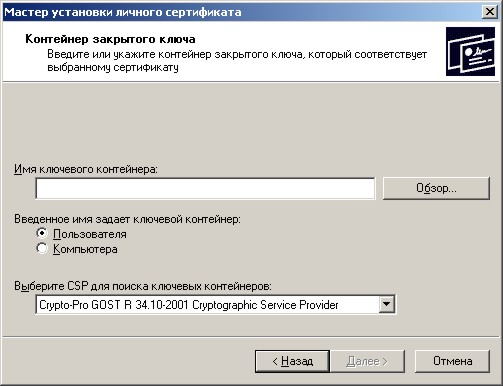 Мастер установки личного сертификата
Контейнер закрытого ключа
Введите или укажите контейнер закрытого ключа, который соответствует
выбранному сертификату
Имя ключевого контейнера:
Обзор...
Введенное имя задает ключевой контейнер:
Пользователя
Компьютера
Выберите CSP для поиска ключевых контейнеров:
Crypto-Pro GOST R 34.10-2001 Cryptographic Service Provider
< Назад
Далее >
Отмена